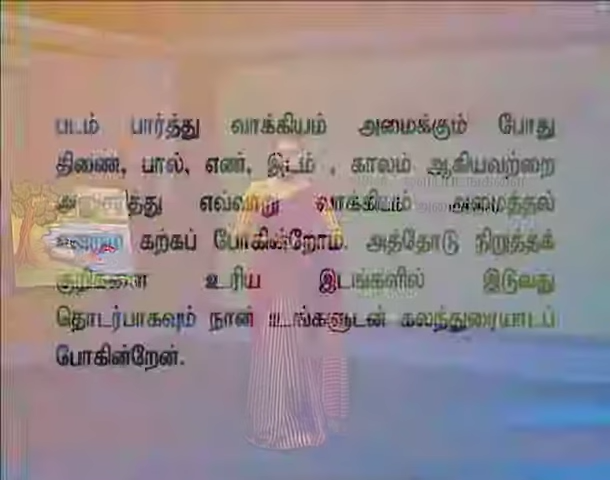 படம் பார்த்து வாக்கியம் அமைக்கும் போது
திணை, பால், எண், இடம் , காலம் ஆகியவற்றை
எவ்வாறு வாக்கியம் அமைத்தல்
கற்கப் போகின்றோம். அத்தோடு நிறுத்தக்
குறிகளை உரிய இடங்களில் இடுவது
தொடர்பாகவும் நான் உங்களுடன் கலந்துரையாடப்
போகின்றேன்.